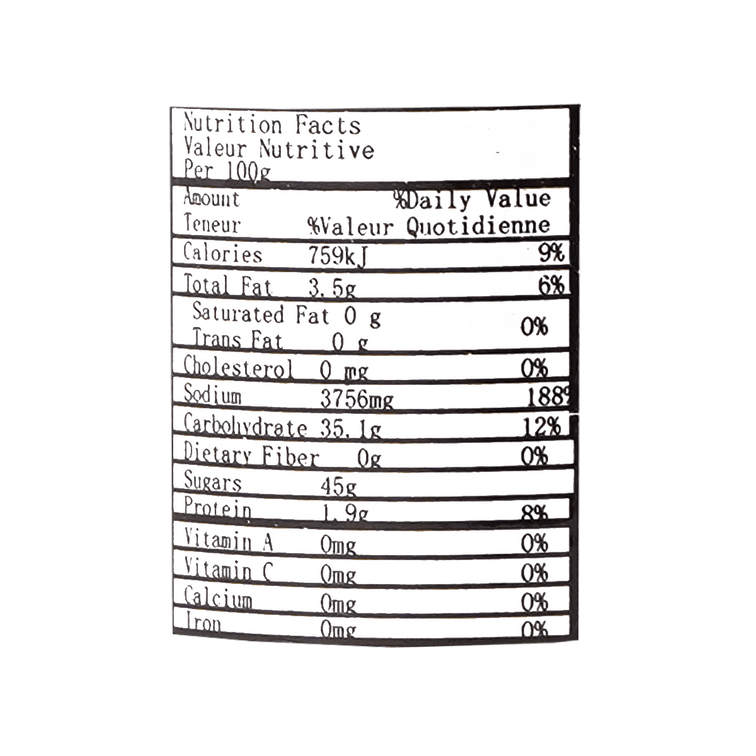 Nutrition Facts
Valeur Nutritive
Per 100g
Amount %Daily Value
Teneur %Valeur Quotidienne
Calories 759kJ 9%
Total Fat 3.5g 6%
Saturated Fat 0 g
0%
Trans Fat 0 g
Cholesterol 0 mg 0%
Sodium 3756mg 188%
Carbohydrate 35.1g 12%
Dietary Fiber 0g 0%
Sugars 45g
Protein 1.9g 8%
Vitamin A 0mg 0%
Vitamin C 0mg 0%
Calcium 0mg 0%
Iron 0mg 0%